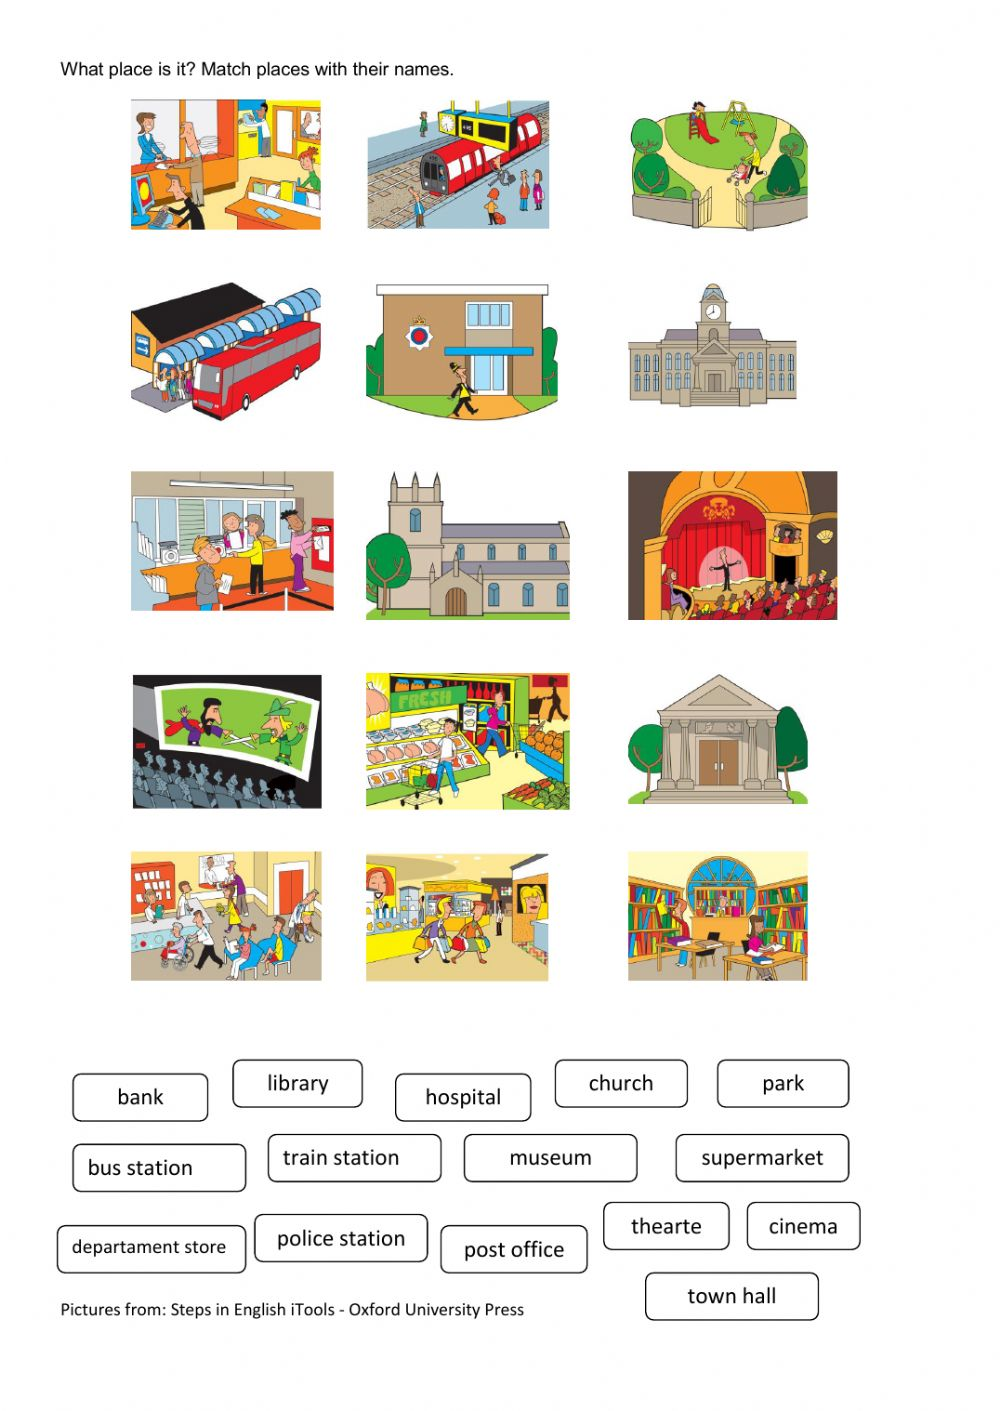 What place is it? Match places with their names.
FRESH
bank
library
hospital
church
park
bus station
train station
museum
supermarket
departament store
police station
post office
thearte
cinema
town hall
Pictures from: Steps in English iTools - Oxford University Press